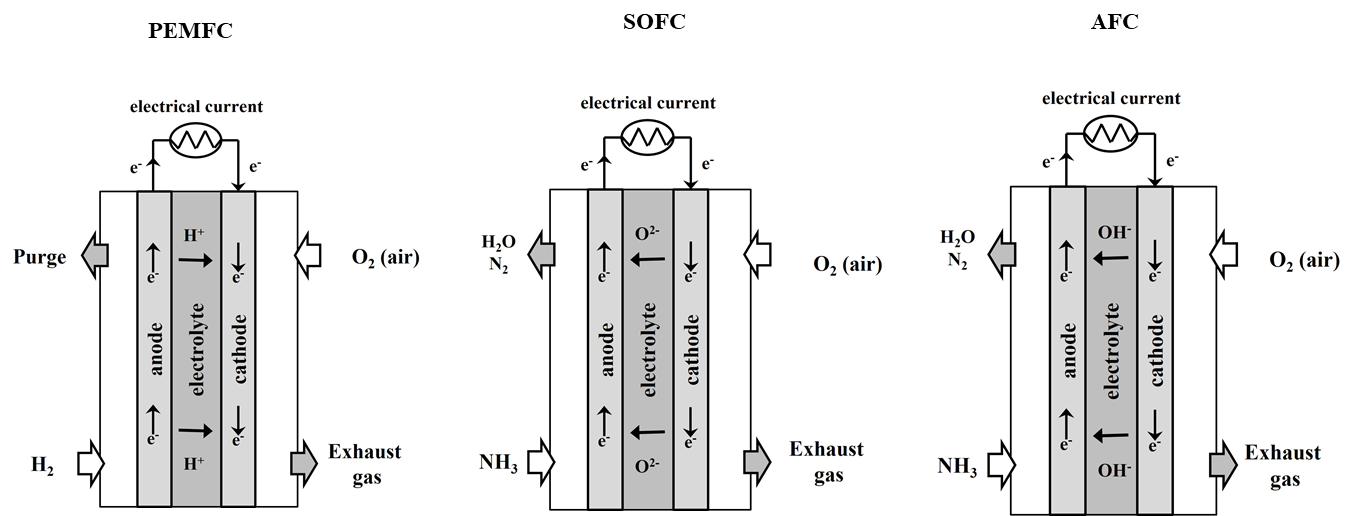 PEMFC
electrical current
e-
e-
H+
Purge
O2 (air)
e-
e-
anode
electrolyte
cathode
e-
e-
H2
H+
Exhaust
gas
SOFC
electrical current
e-
e-
O2-
H2O
N2
O2 (air)
e-
e-
anode
electrolyte
cathode
e-
e-
NH3
O2-
Exhaust
gas
AFC
electrical current
e-
e-
OH-
H2O
N2
O2 (air)
e-
e-
anode
electrolyte
cathode
e-
e-
NH3
OH-
Exhaust
gas